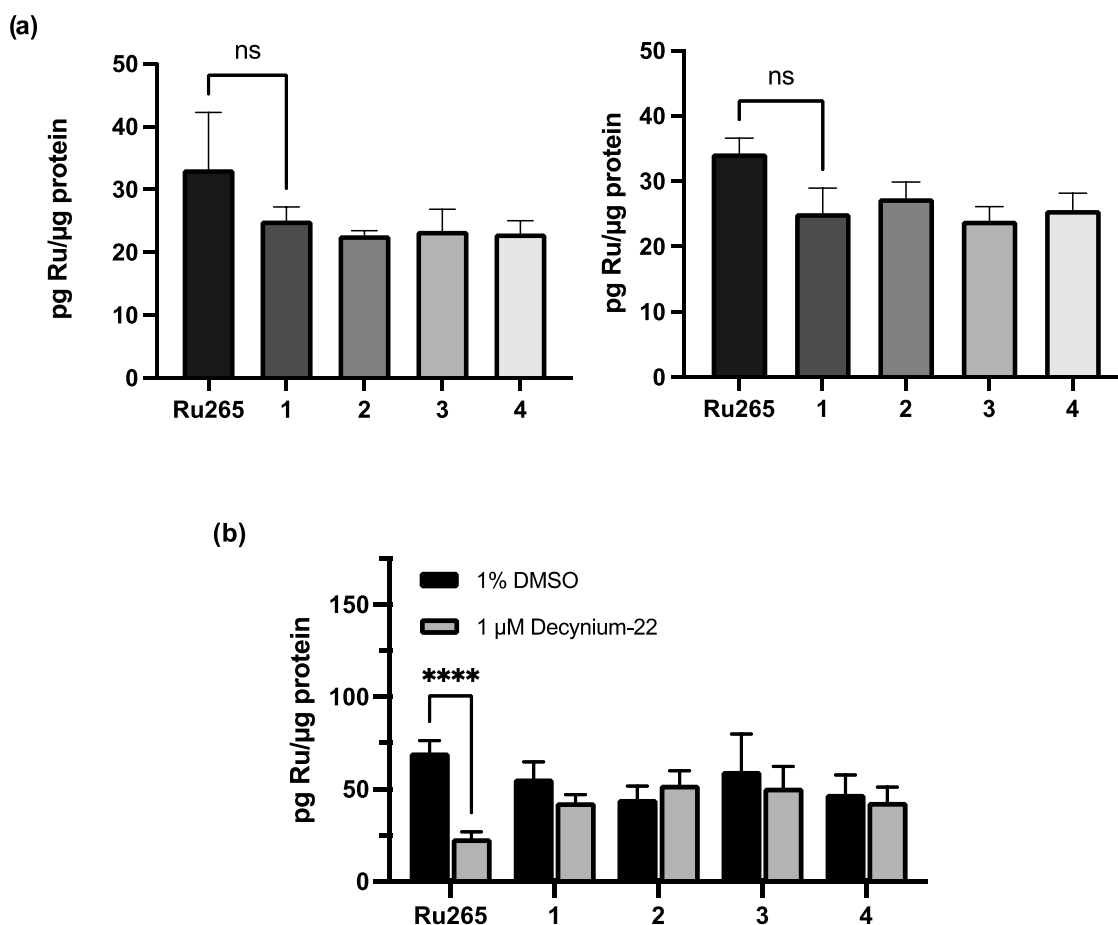 (a)
ns
50
40
30
20
10
0
pg Ru/µg protein
Ru265 1 2 3 4
ns
50
40
30
20
10
0
pg Ru/µg protein
Ru265 1 2 3 4
(b)
1% DMSO
1 µM Decynium-22
****
150
100
50
0
pg Ru/µg protein
Ru265 1 2 3 4